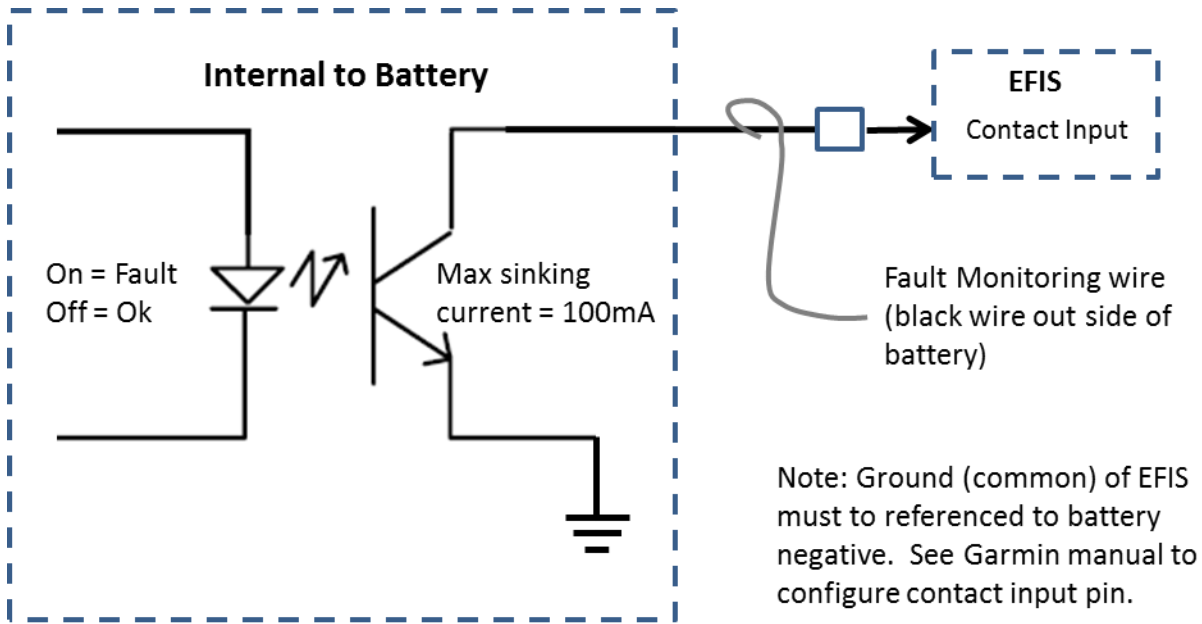 Internal to Battery
EFIS
Contact Input
On = Fault
Off = Ok
Max sinking
current = 100mA
Fault Monitoring wire
(black wire out side of
battery)
Note: Ground (common) of EFIS
must to referenced to battery
negative.  See Garmin manual to
configure contact input pin.